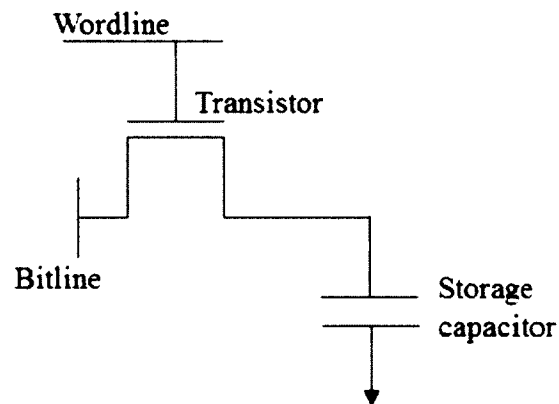 Wordline
Transistor
Bitline
Storage
capacitor